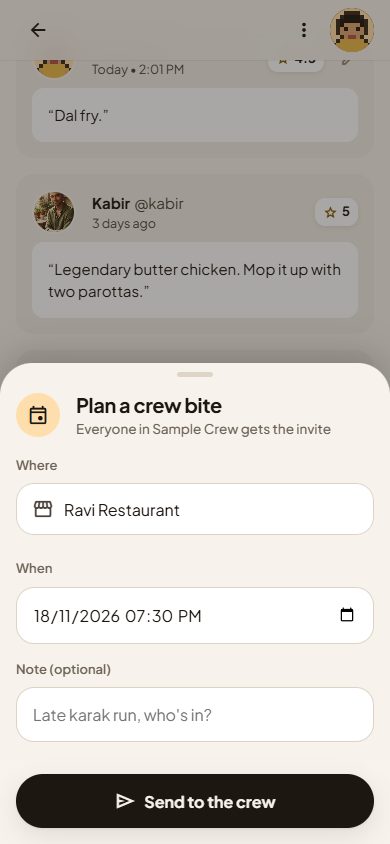 Today • 2:01 PM
4.5
“Dal fry.”
Kabir @kabir
3 days ago
5
“Legendary butter chicken. Mop it up with
two parottas.”
Plan a crew bite
Everyone in Sample Crew gets the invite
Where
Ravi Restaurant
When
18/11/2026 07:30 PM
Note (optional)
Late karak run, who's in?
Send to the crew